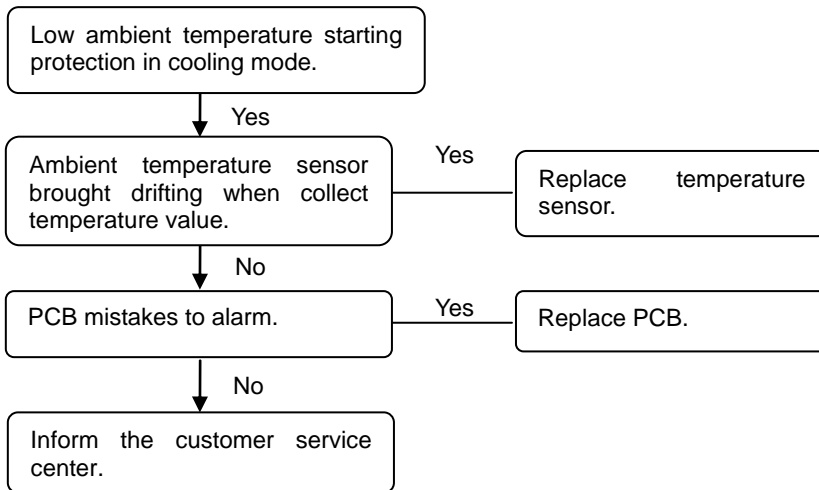 Low ambient temperature starting
protection in cooling mode.
Yes
Ambient temperature sensor
brought drifting when collect
temperature value.
Yes
Replace temperature
sensor.
No
PCB mistakes to alarm.
Yes
Replace PCB.
No
Inform the customer service
center.